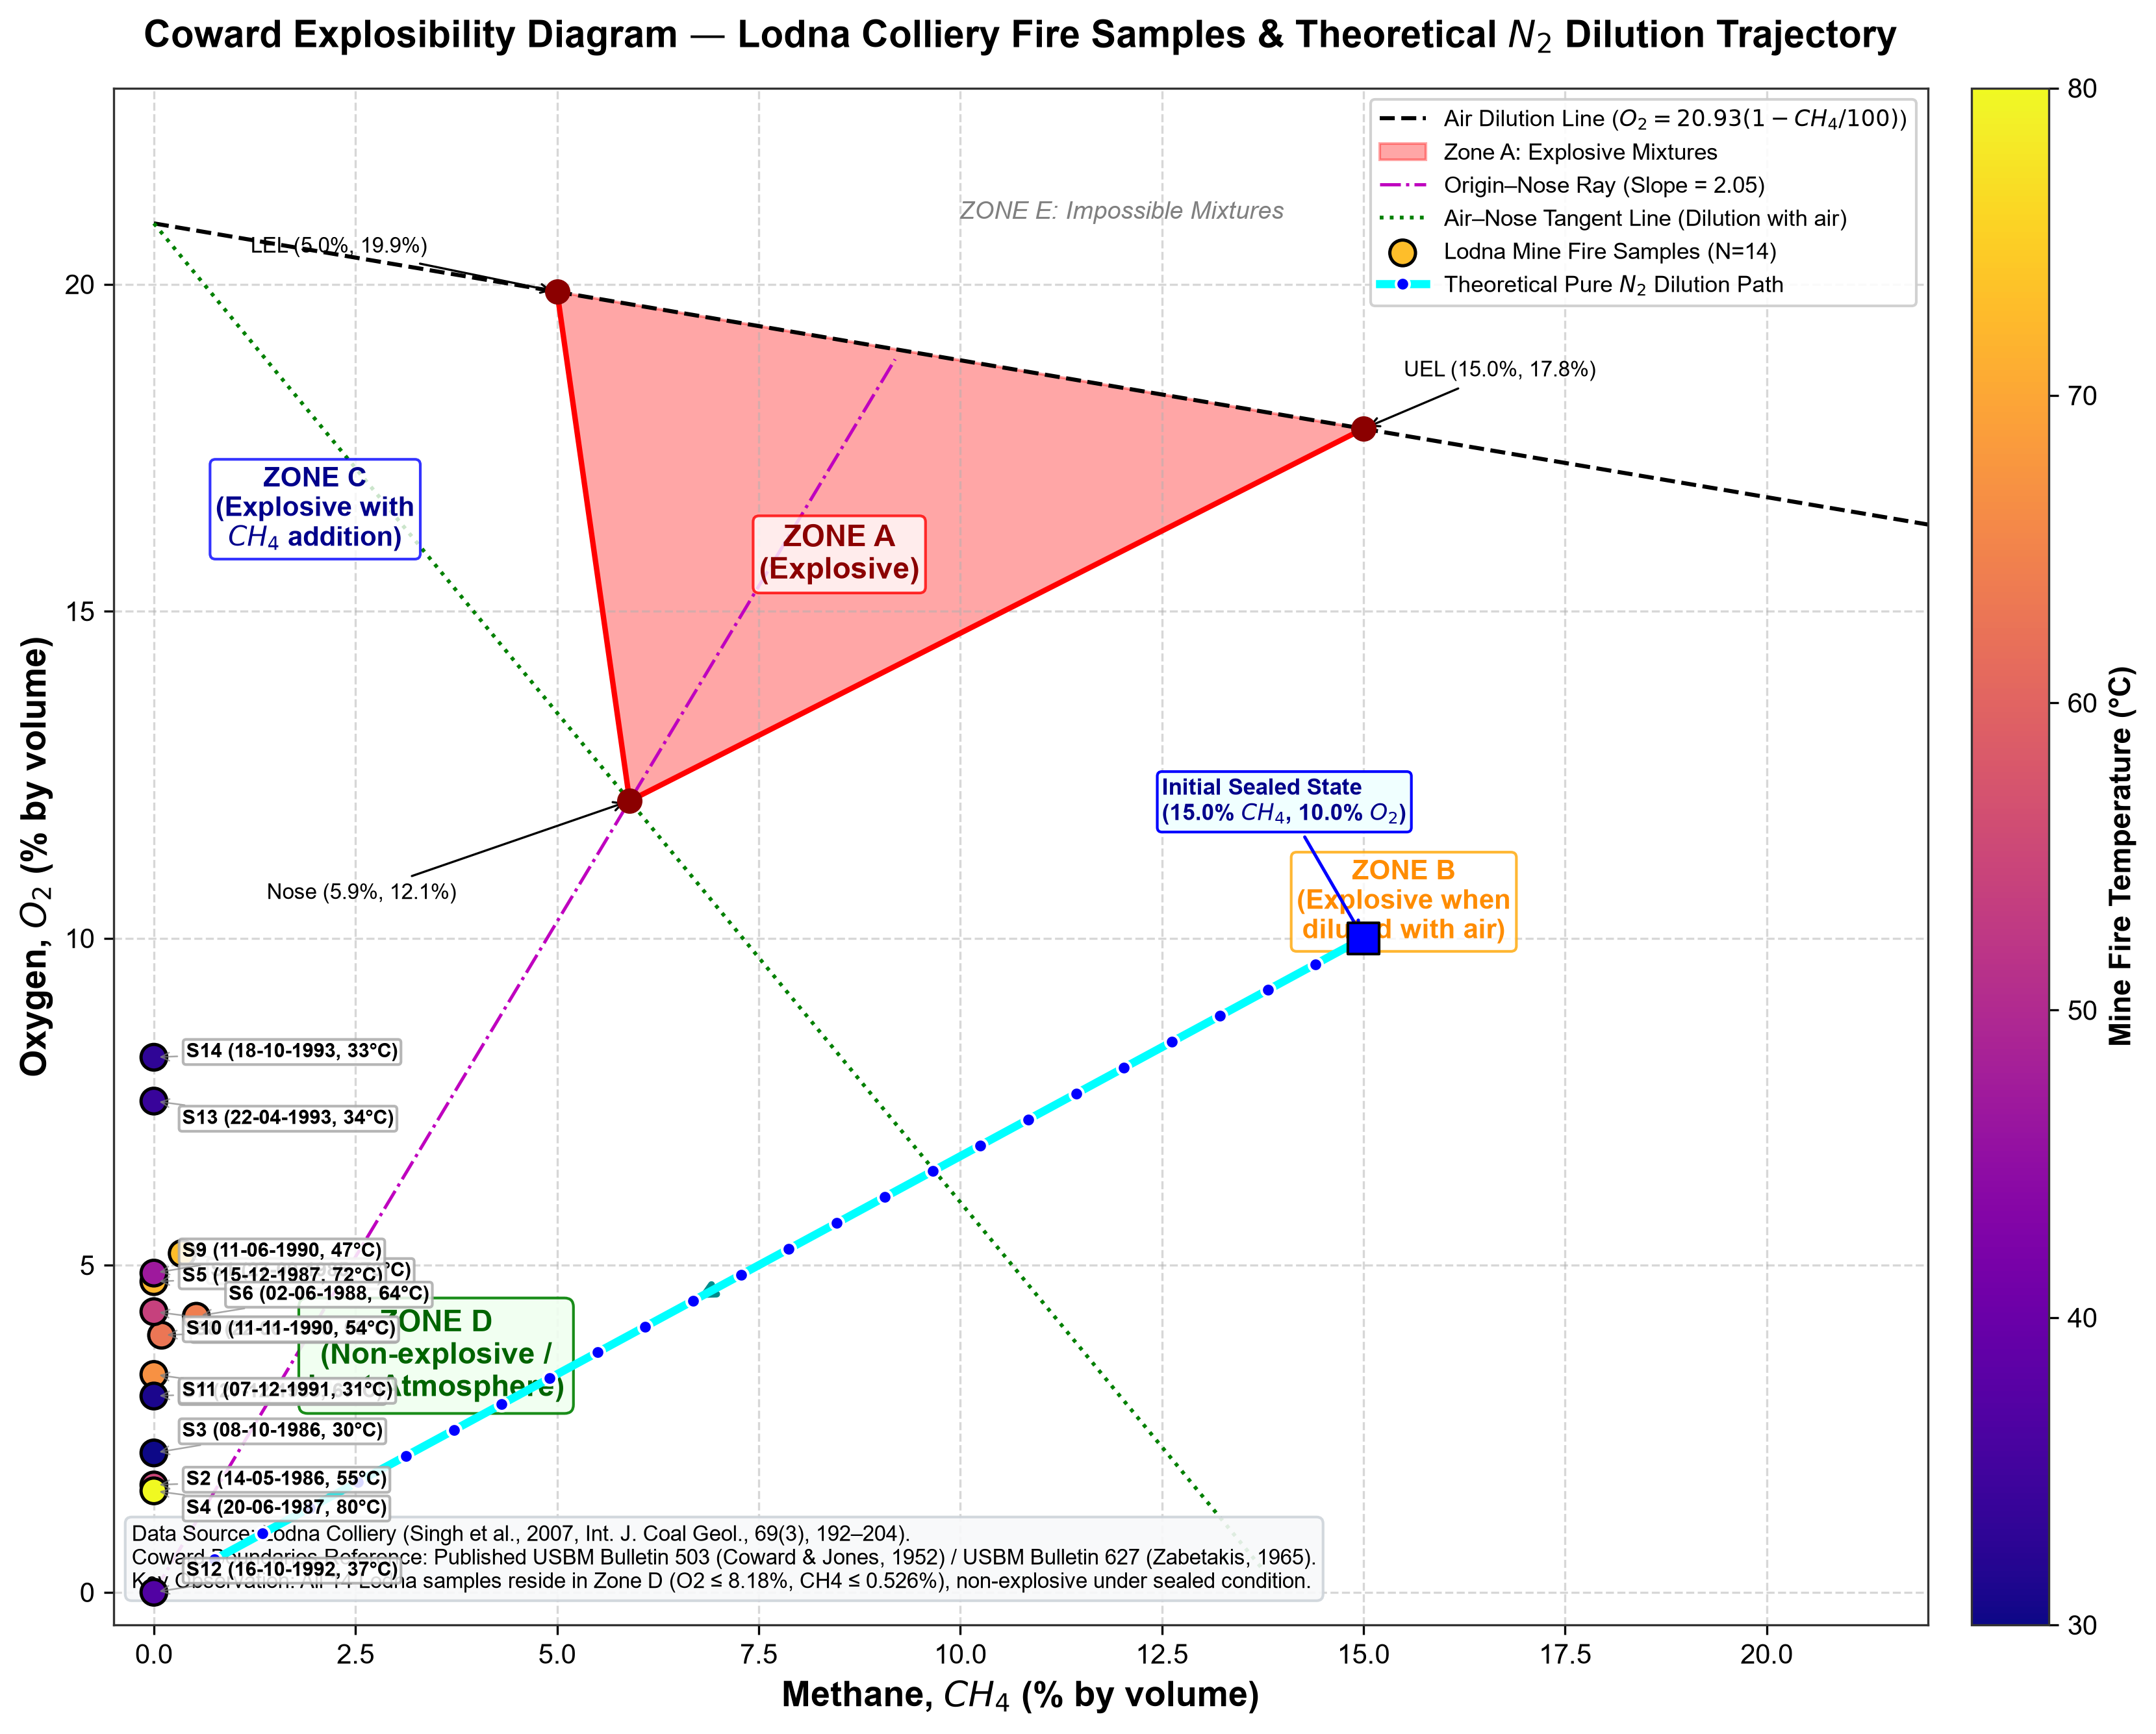 Coward Explosibility Diagram — Lodna Colliery Fire Samples & Theoretical N₂ Dilution Trajectory
Air Dilution Line (O₂ = 20.93(1 − CH₄/100))
Zone A: Explosive Mixtures
Origin–Nose Ray (Slope = 2.05)
Air–Nose Tangent Line (Dilution with air)
Lodna Mine Fire Samples (N=14)
Theoretical Pure N₂ Dilution Path
ZONE E: Impossible Mixtures
LEL (5.0%, 19.9%)
UEL (15.0%, 17.8%)
ZONE C
(Explosive with
CH₄ addition)
ZONE A
(Explosive)
Initial Sealed State
(15.0% CH₄, 10.0% O₂)
ZONE B
(Explosive when
diluted with air)
Nose (5.9%, 12.1%)
S14 (18-10-1993, 33°C)
S13 (22-04-1993, 34°C)
S9 (11-06-1990, 47°C)
S5 (15-12-1987, 72°C)
S6 (02-06-1988, 64°C)
S10 (11-11-1990, 54°C)
ZONE D
(Non-explosive /
Atmosphere)
S11 (07-12-1991, 31°C)
S3 (08-10-1986, 30°C)
S2 (14-05-1986, 55°C)
S4 (20-06-1987, 80°C)
Data Source: Lodna Colliery (Singh et al., 2007, Int. J. Coal Geol., 69(3), 192–204).
Coward Boundaries Reference: Published USBM Bulletin 503 (Coward & Jones, 1952) / USBM Bulletin 627 (Zabetakis, 1965).
S12 (16-10-1992, 37°C)
Key Observation: All 14 Lodna samples reside in Zone D (O2 ≤ 8.18%, CH4 ≤ 0.526%), non-explosive under sealed condition.
20
15
10
5
0
Oxygen, O₂ (% by volume)
0.0 2.5 5.0 7.5 10.0 12.5 15.0 17.5 20.0
Methane, CH₄ (% by volume)
80
70
60
50
40
30
Mine Fire Temperature (°C)